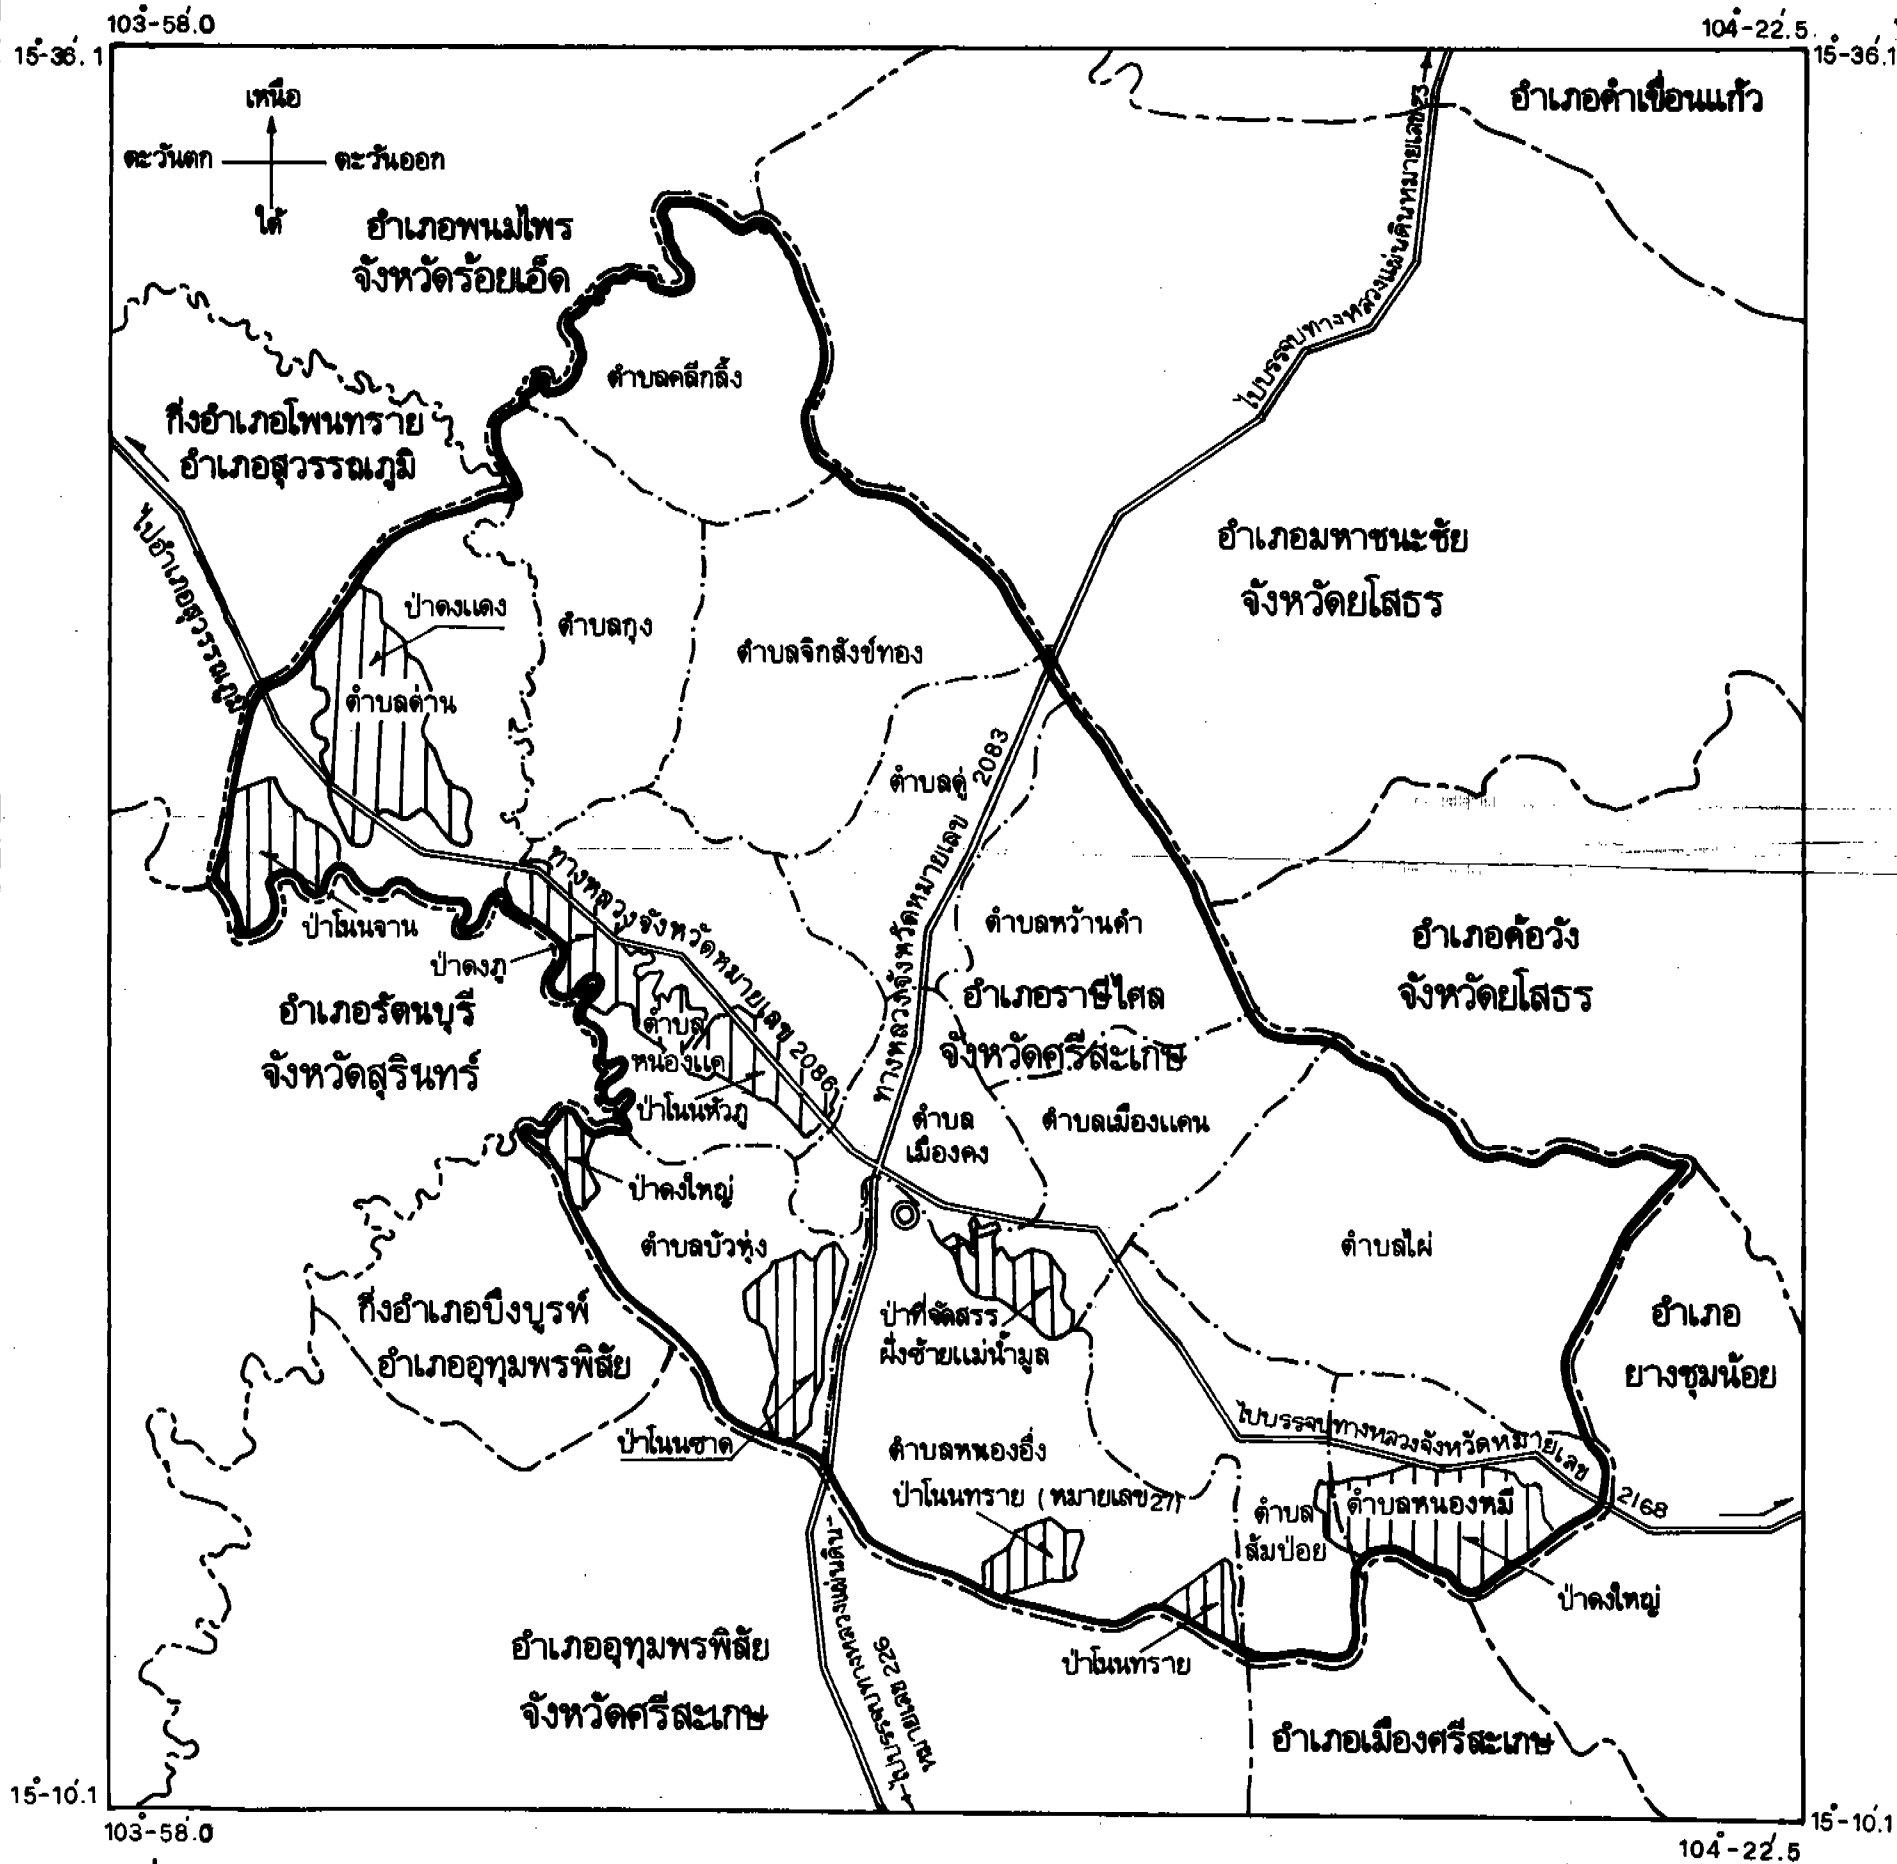 103°-58.0
104°-22.5
15°-36.1
15°-36.1
เหนือ
ตะวันตก
ตะวันออก
ใต้
อำเภอคำเขื่อนแก้ว
อำเภอพนมไพร
จังหวัดร้อยเอ็ด
ไปบรรจบทางหลวงแผ่นดินหมายเลข 23
ตำบลคลีกลิ้ง
กิ่งอำเภอโพนทราย
อำเภอสุวรรณภูมิ
ไปอำเภอสุวรรณภูมิ
อำเภอมหาชนะชัย
จังหวัดยโสธร
ป่าดงแดง
ตำบลกุง
ตำบลจิกสังข์ทอง
ตำบลด่าน
ตำบลดู่
ทางหลวงจังหวัดหมายเลข 2083
ทางหลวงจังหวัดหมายเลข 2086
ป่าโนนจาน
ป่าดงภู
ตำบลหว้านคำ
อำเภอค้อวัง
จังหวัดยโสธร
อำเภอราษีไศล
จังหวัดศรีสะเกษ
อำเภอรัตนบุรี
จังหวัดสุรินทร์
ตำบล
หนองแค
ป่าโนนหัวภู
ตำบล
เมืองคง
ตำบลเมืองแคน
ป่าดงใหญ่
ตำบลบัวหุ่ง
ตำบลไผ่
กิ่งอำเภอบึงบูรพ์
อำเภออุทุมพรพิสัย
ป่าที่จัดสรร
ฝั่งซ้ายแม่น้ำมูล
อำเภอ
ยางชุมน้อย
ป่าโนนชาด
ไปบรรจบทางหลวงจังหวัดหมายเลข 2168
ตำบลหนองอึ่ง
ป่าโนนทราย (หมายเลข27)
ตำบล
ส้มป่อย
ตำบลหนองหมี
ป่าดงใหญ่
ป่าโนนทราย
ไปบรรจบทางหลวงแผ่นดิน
หมายเลข 226
อำเภออุทุมพรพิสัย
จังหวัดศรีสะเกษ
อำเภอเมืองศรีสะเกษ
15°-10.1
15°-10.1
103°-58.0
104°-22.5